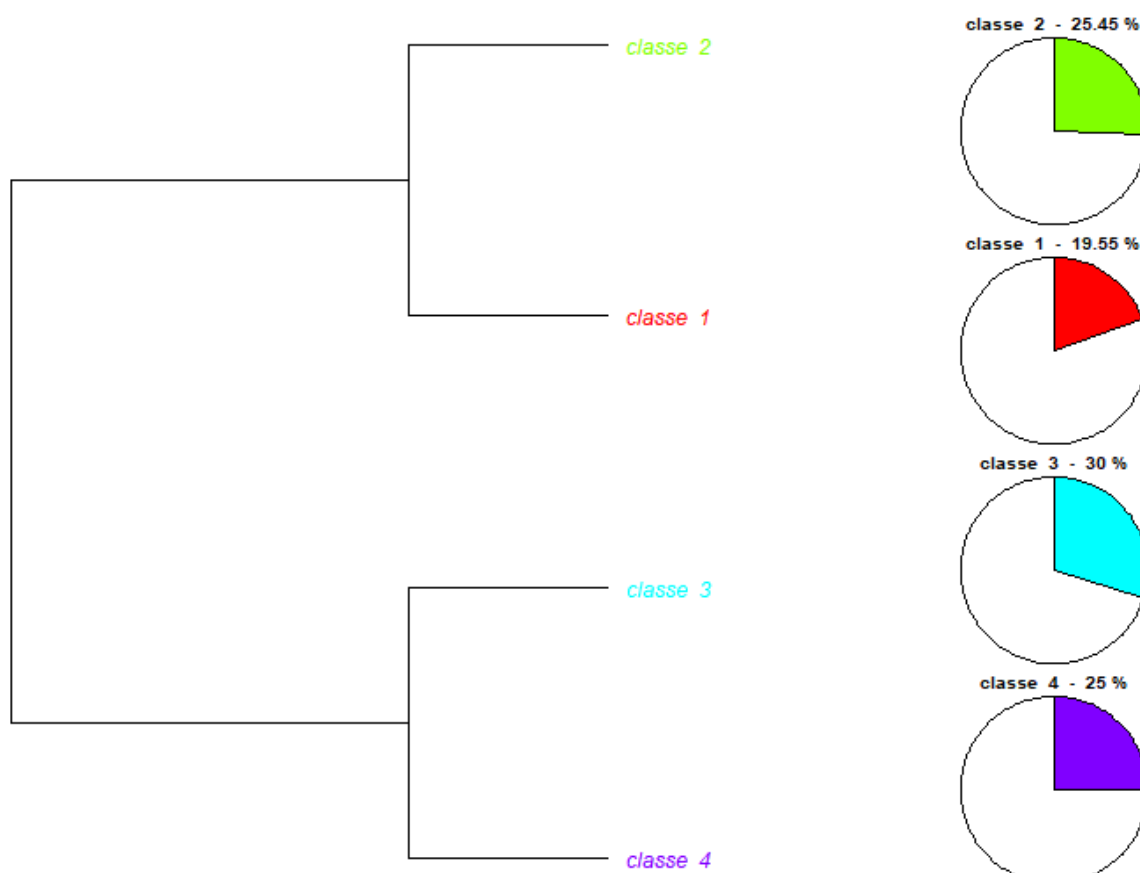 classe 2 - 25.45 %
classe 2
classe 1 - 19.55 %
classe 1
classe 3 - 30 %
classe 3
classe 4 - 25 %
classe 4